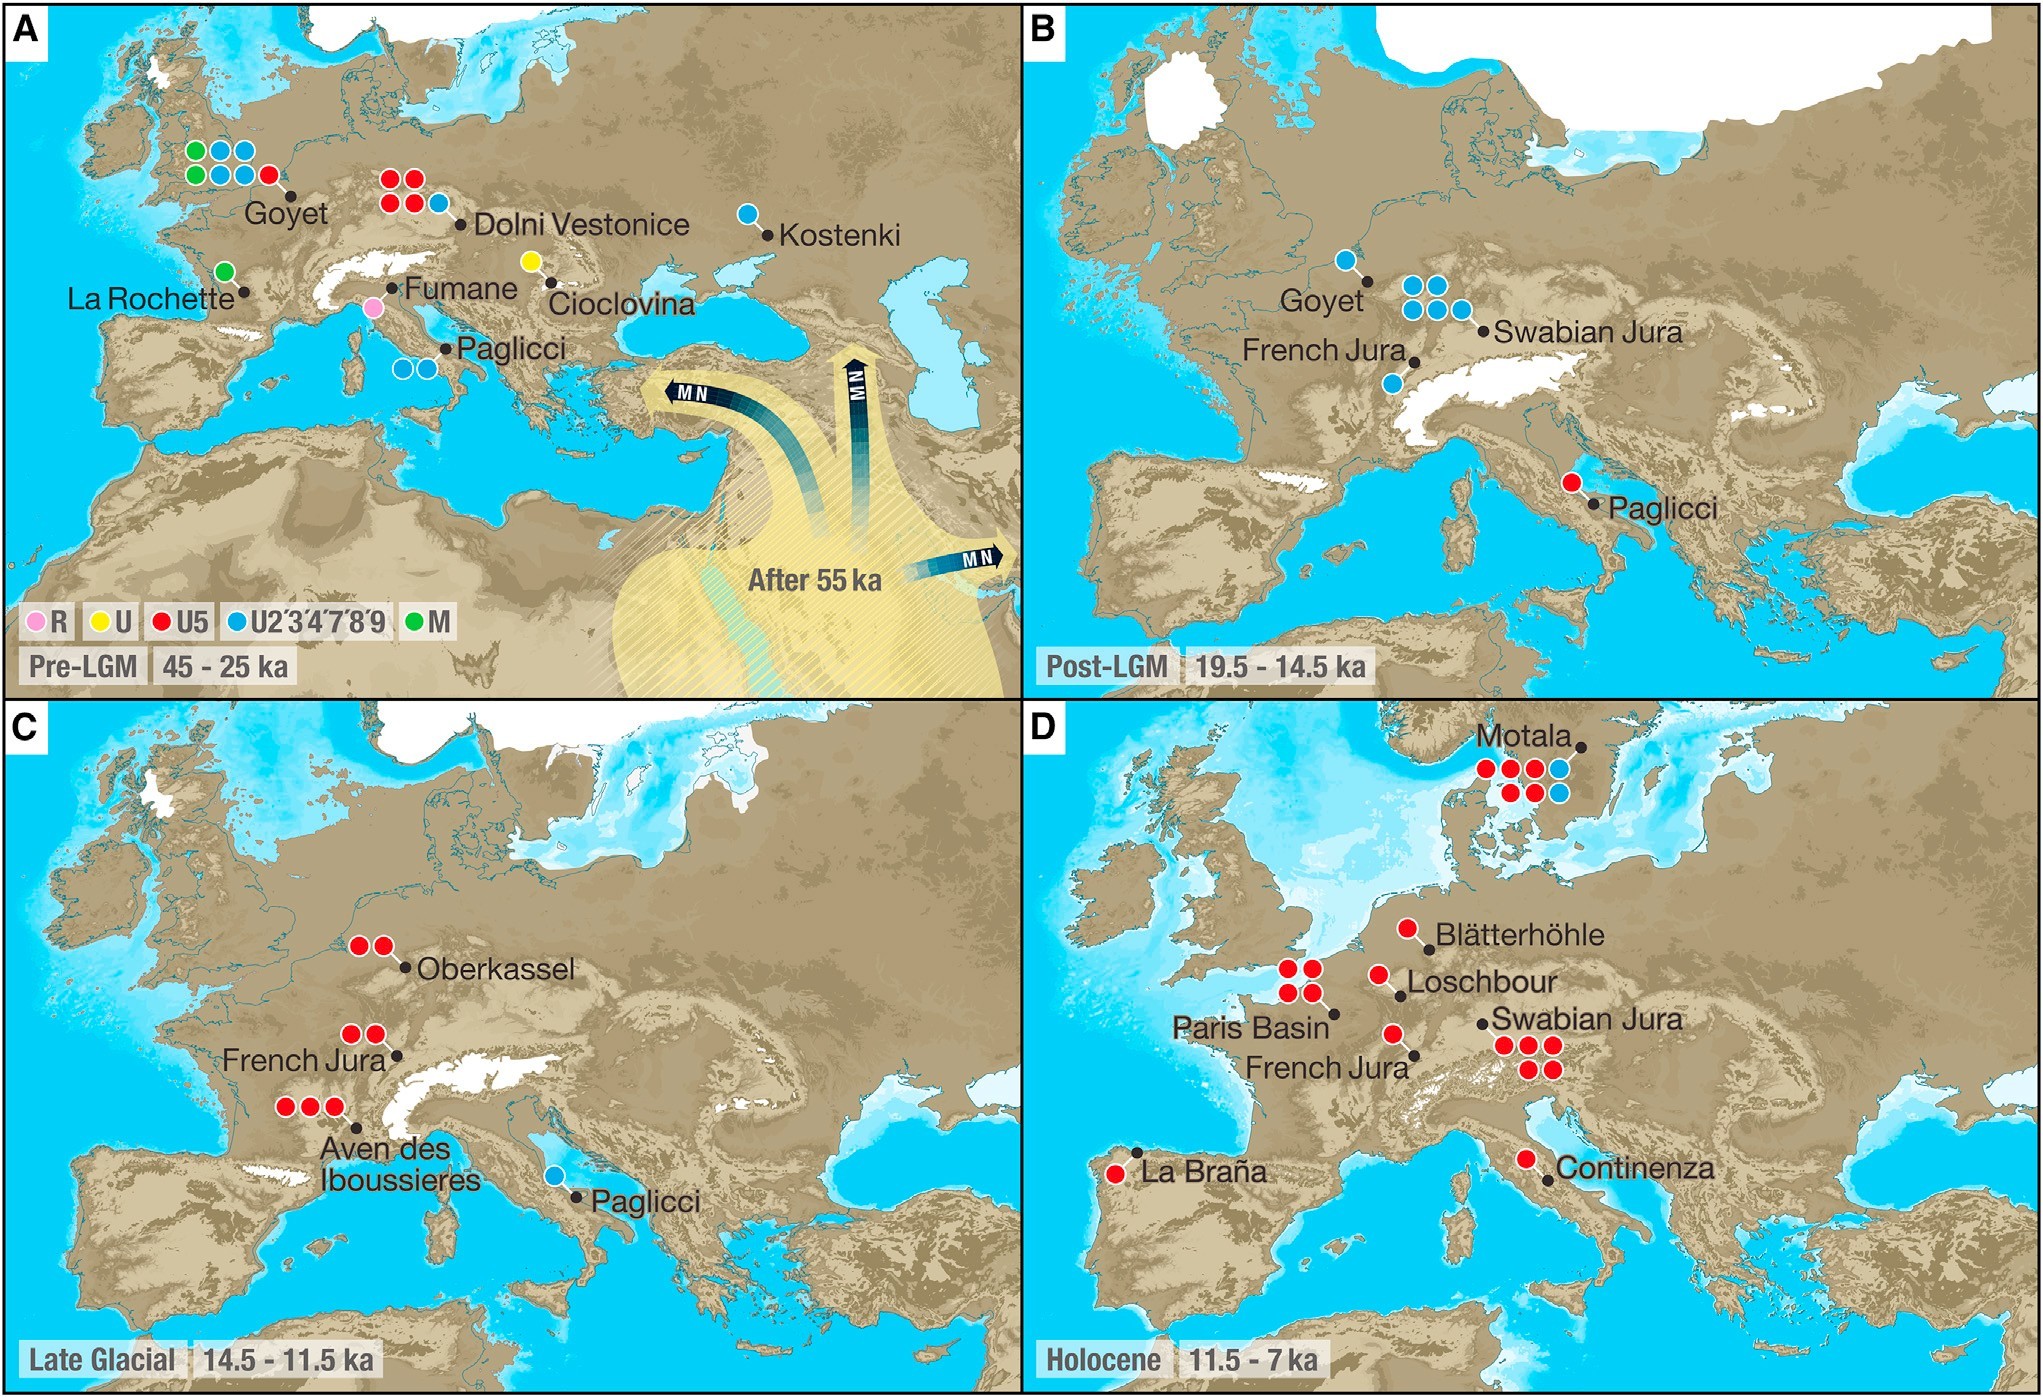 A
Goyet
Dolni Vestonice
Kostenki
La Rochette
Fumane
Cioclovina
Paglicci
M N
M N
M N
After 55 ka
R U U5 U2'3'4'7'8'9 M
Pre-LGM 45 - 25 ka
B
Goyet
Swabian Jura
French Jura
Paglicci
Post-LGM 19.5 - 14.5 ka
C
Oberkassel
French Jura
Aven des
Iboussieres
Paglicci
Late Glacial 14.5 - 11.5 ka
D
Motala
Blätterhöhle
Loschbour
Paris Basin
Swabian Jura
French Jura
La Braña
Continenza
Holocene 11.5 - 7 ka